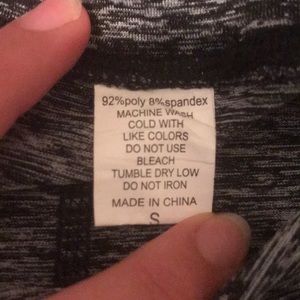 92%poly 8%spandex
MACHINE WASH
COLD WITH
LIKE COLORS
DO NOT USE
BLEACH
TUMBLE DRY LOW
DO NOT IRON
MADE IN CHINA
S